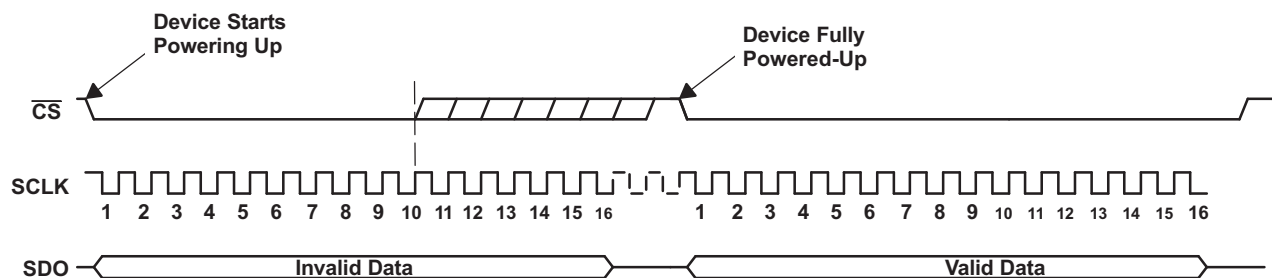 Device Starts
Powering Up
Device Fully
Powered-Up
CS
SCLK
1 2 3 4 5 6 7 8 9 10 11 12 13 14 15 16 1 2 3 4 5 6 7 8 9 10 11 12 13 14 15 16
SDO Invalid Data Valid Data